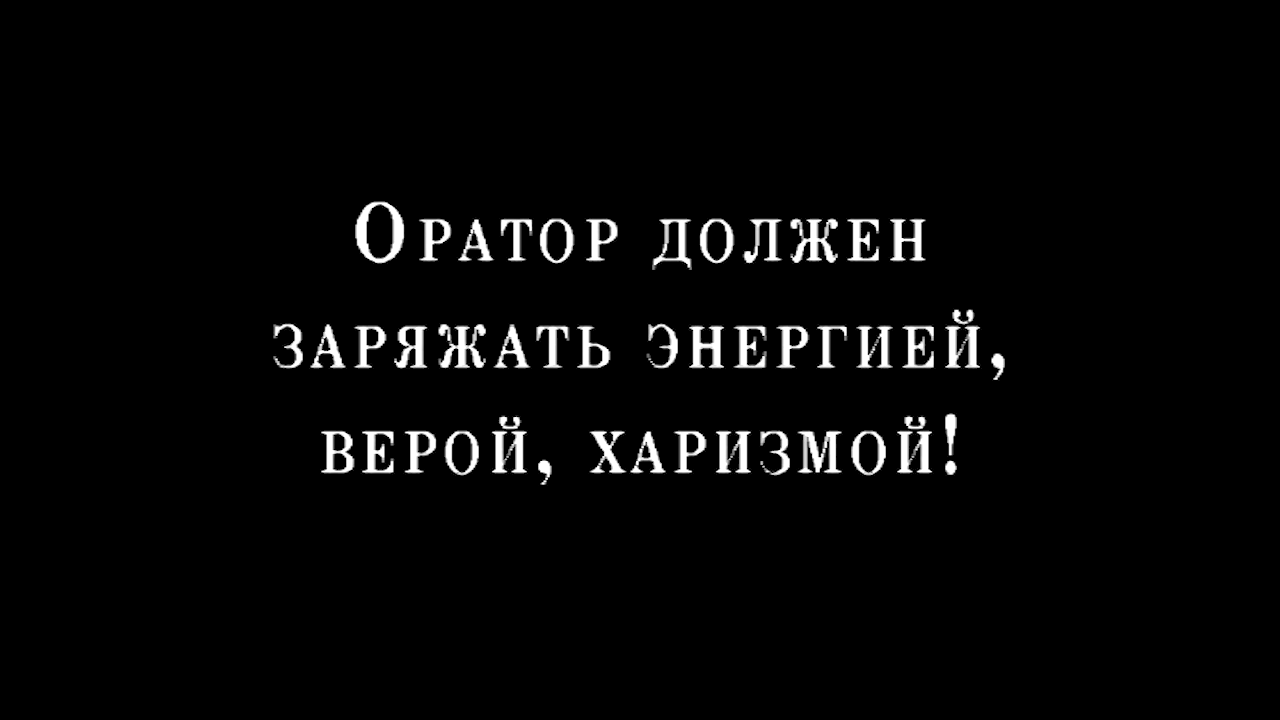 Оратор должен
заряжать энергией,
верой, харизмой!